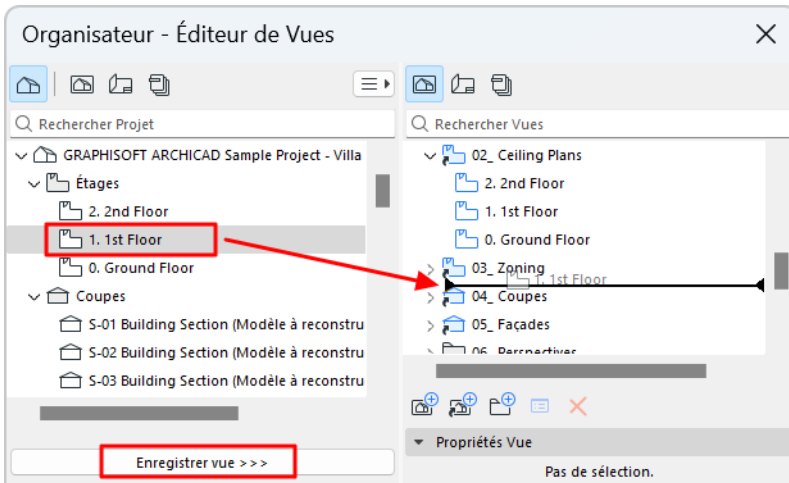 Organisateur - Éditeur de Vues
Rechercher Projet
GRAPHISOFT ARCHICAD Sample Project - Villa
Étages
2. 2nd Floor
1. 1st Floor
0. Ground Floor
Coupes
S-01 Building Section (Modèle à reconstru
S-02 Building Section (Modèle à reconstru
S-03 Building Section (Modèle à reconstru
Enregistrer vue >>>
Rechercher Vues
02_ Ceiling Plans
2. 2nd Floor
1. 1st Floor
0. Ground Floor
03_ Zoning
1. 1st Floor
04_ Coupes
05_ Façades
06_ Perspectives
Propriétés Vue
Pas de sélection.